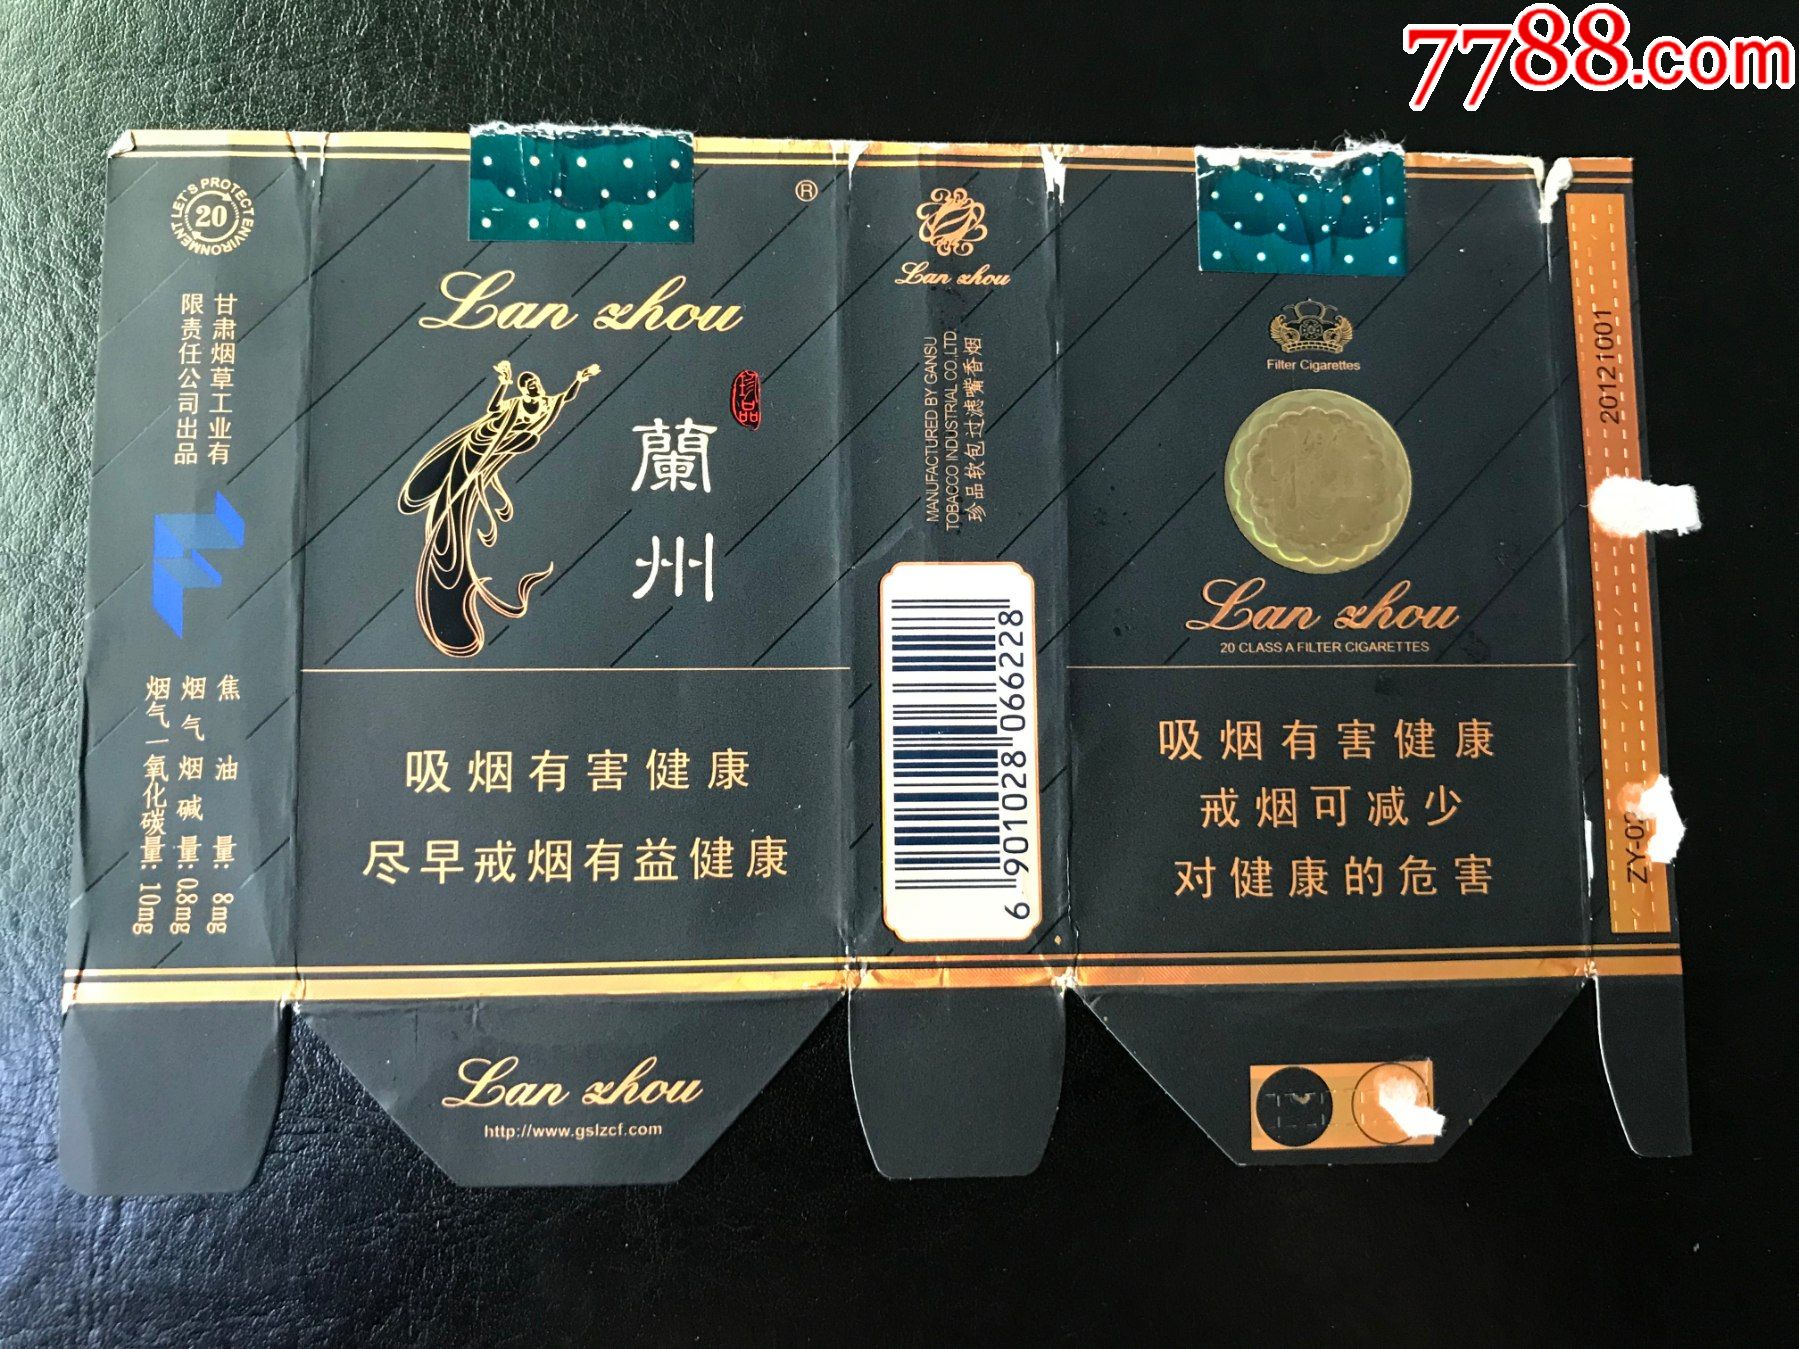 7788.com
LET'S PROTECT ENVIRONMENT
20
甘肃烟草工业有
限责任公司出品
焦油量：8mg
烟气烟碱量：0.8mg
烟气一氧化碳量：10mg
®
Lan zhou
珍品
蘭
州
吸烟有害健康
尽早戒烟有益健康
Lan zhou
http://www.gslzcf.com
Lan zhou
MANUFACTURED BY GANSU
TOBACCO INDUSTRIAL CO.,LTD.
珍品软包过滤嘴香烟
6 901028 066228
Filter Cigarettes
Lan zhou
20 CLASS A FILTER CIGARETTES
吸烟有害健康
戒烟可减少
对健康的危害
20121001